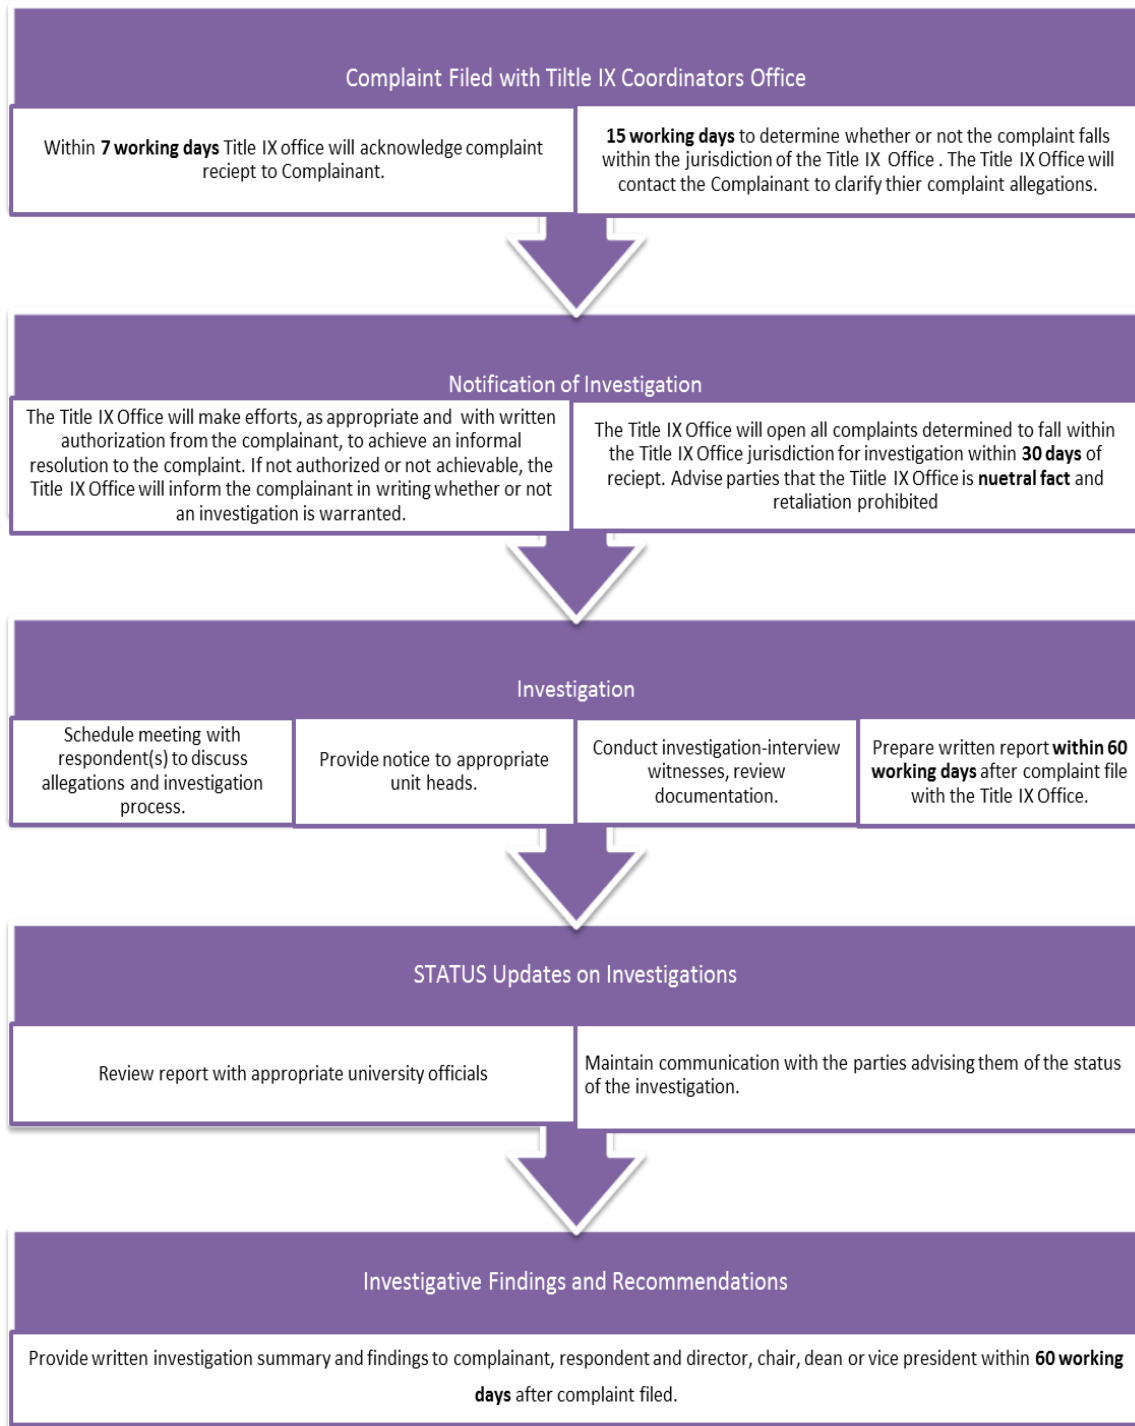 Complaint Filed with Tiltle IX Coordinators Office
Within 7 working days Title IX office will acknowledge complaint
reciept to Complainant.
15 working days to determine whether or not the complaint falls
within the jurisdiction of the Title IX Office . The Title IX Office will
contact the Complainant to clarify thier complaint allegations.
Notification of Investigation
The Title IX Office will make efforts, as appropriate and with written
authorization from the complainant, to achieve an informal
resolution to the complaint. If not authorized or not achievable, the
Title IX Office will inform the complainant in writing whether or not
an investigation is warranted.
The Title IX Office will open all complaints determined to fall within
the Title IX Office jurisdiction for investigation within 30 days of
reciept. Advise parties that the Tiitle IX Office is nuetral fact and
retaliation prohibited
Investigation
Schedule meeting with
respondent(s) to discuss
allegations and investigation
process.
Provide notice to appropriate
unit heads.
Conduct investigation-interview
witnesses, review
documentation.
Prepare written report within 60
working days after complaint file
with the Title IX Office.
STATUS Updates on Investigations
Review report with appropriate university officials
Maintain communication with the parties advising them of the status
of the investigation.
Investigative Findings and Recommendations
Provide written investigation summary and findings to complainant, respondent and director, chair, dean or vice president within 60 working
days after complaint filed.